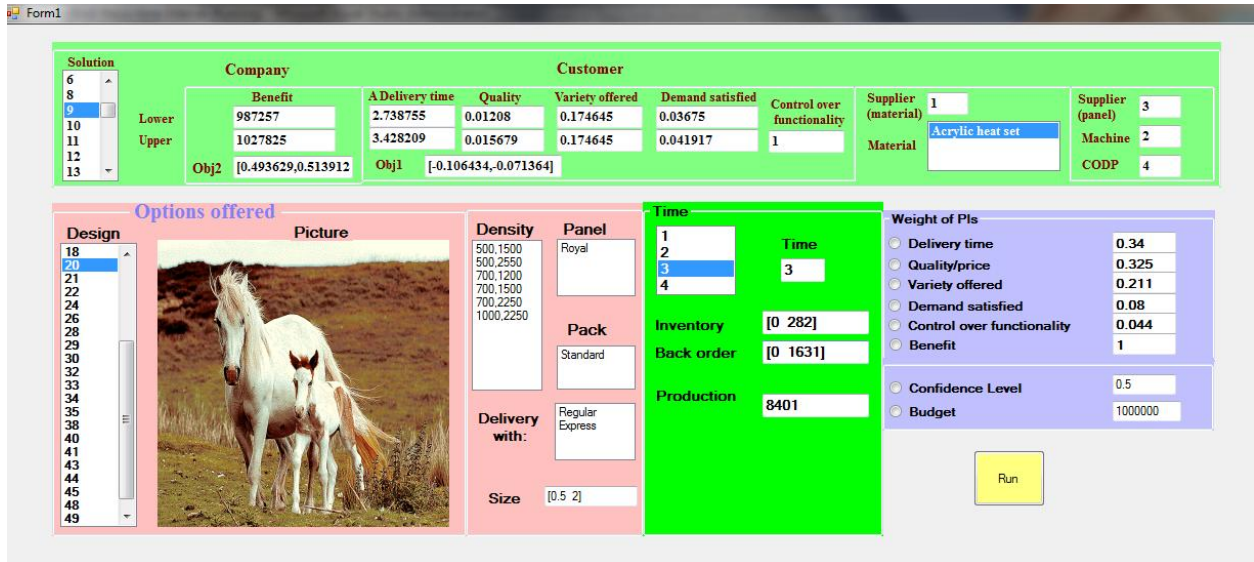 Form1
Solution
6
8
9
10
11
12
13
Company
Customer
Benefit
A Delivery time
Quality
Variety offered
Demand satisfied
Control over
functionality
Lower
987257
2.738755
0.01208
0.174645
0.03675
Upper
1027825
3.428209
0.015679
0.174645
0.041917
1
Obj2
[0.493629,0.513912
Obj1
[-0.106434,-0.071364]
Supplier
(material)
1
Material
Acrylic heat set
Supplier
(panel)
3
Machine
2
CODP
4
Options offered
Design
18
20
21
22
24
26
28
29
30
32
33
34
35
38
40
41
43
44
45
48
49
Picture
Density
500,1500
500,2550
700,1200
700,1500
700,2250
1000,2250
Panel
Royal
Pack
Standard
Delivery
with:
Regular
Express
Size
[0.5 2]
Time
1
2
3
4
Time
3
Inventory
[0 282]
Back order
[0 1631]
Production
8401
Weight of PIs
Delivery time
0.34
Quality/price
0.325
Variety offered
0.211
Demand satisfied
0.08
Control over functionality
0.044
Benefit
1
Confidence Level
0.5
Budget
1000000
Run